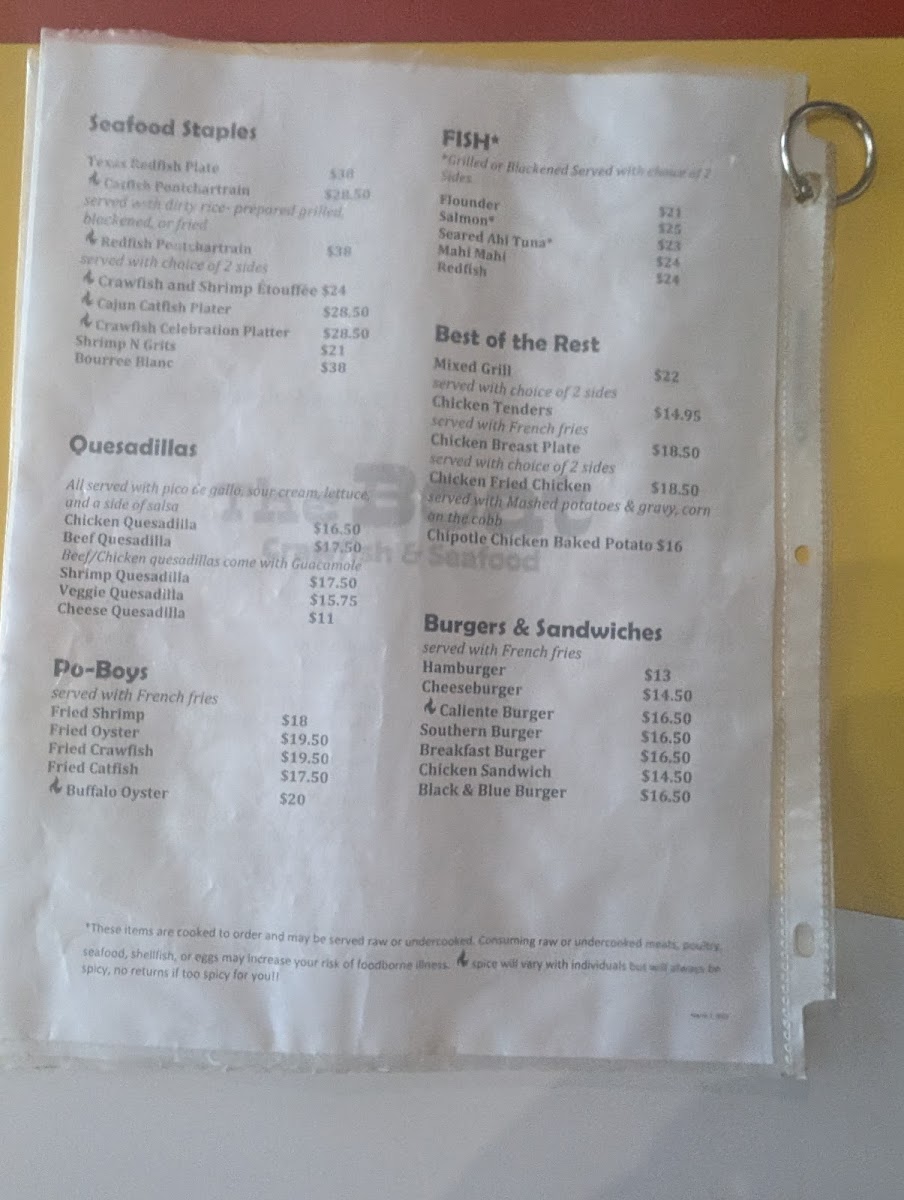 Seafood Staples
Texas Redfish Plate $38
Catfich Pontchartrain $28.50
served with dirty rice- prepared grilled,
blackened, or fried
Redfish Pontchartrain $38
served with choice of 2 sides
Crawfish and Shrimp Etouffee $24
Cajun Catfish Plater $28.50
Crawfish Celebration Platter $28.50
Shrimp N Grits $21
Bourree Blanc $38
Quesadillas
All served with pico de gallo, sour cream, lettuce,
and a side of salsa
Chicken Quesadilla $16.50
Beef Quesadilla $17.50
Beef/Chicken quesadillas come with Guacamole
Shrimp Quesadilla $17.50
Veggie Quesadilla $15.75
Cheese Quesadilla $11
Po-Boys
served with French fries
Fried Shrimp $18
Fried Oyster $19.50
Fried Crawfish $19.50
Fried Catfish $17.50
Buffalo Oyster $20
FISH*
*Grilled or Blackened Served with choice of 2
Sides
Flounder $21
Salmon* $25
Seared Ahi Tuna* $23
Mahi Mahi $24
Redfish $24
Best of the Rest
Mixed Grill $22
served with choice of 2 sides
Chicken Tenders $14.95
served with French fries
Chicken Breast Plate $18.50
served with choice of 2 sides
Chicken Fried Chicken $18.50
served with Mashed potatoes & gravy, corn
on the cobb
Chipotle Chicken Baked Potato $16
Burgers & Sandwiches
served with French fries
Hamburger $13
Cheeseburger $14.50
Caliente Burger $16.50
Southern Burger $16.50
Breakfast Burger $16.50
Chicken Sandwich $14.50
Black & Blue Burger $16.50
The Boat
& Seafood
*These items are cooked to order and may be served raw or undercooked. Consuming raw or undercooked meats, poultry,
seafood, shellfish, or eggs may increase your risk of foodborne illness. spice will vary with individuals but will always be
spicy, no returns if too spicy for you!!